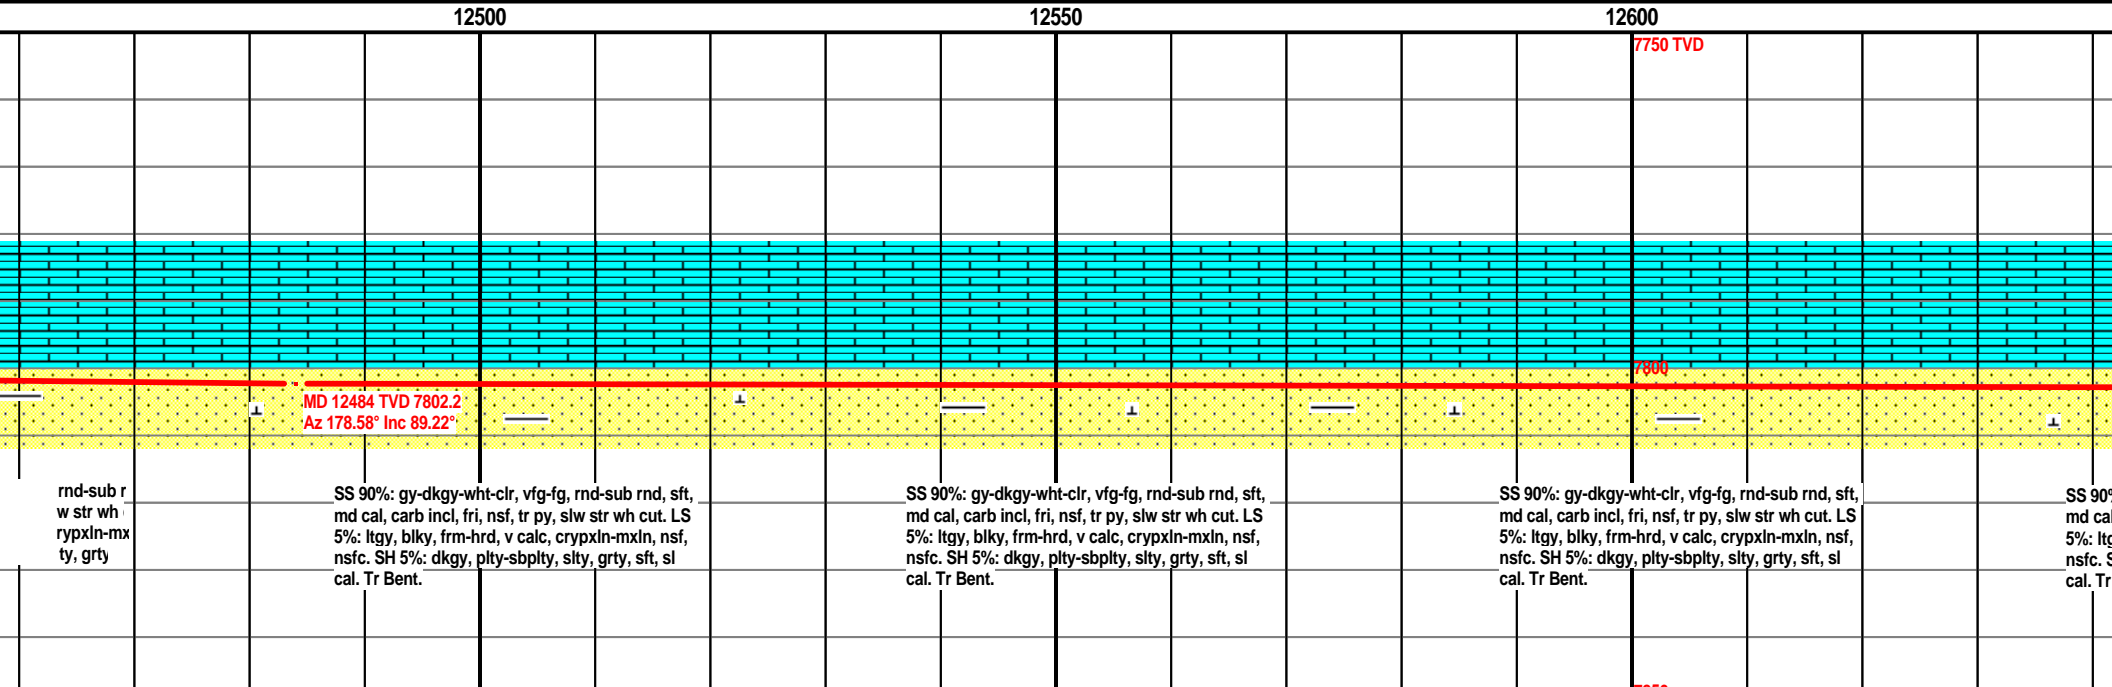 12500
12550
12600
7750 TVD
7800
MD 12484 TVD 7802.2
Az 178.58° Inc 89.22°
rnd-sub r
w str wh
rypxln-mx
ty, grty
SS 90%: gy-dkgy-wht-clr, vfg-fg, rnd-sub rnd, sft,
md cal, carb incl, fri, nsf, tr py, slw str wh cut. LS
5%: ltgy, blky, frm-hrd, v calc, crypxln-mxln, nsf,
nsfc. SH 5%: dkgy, plty-sbplty, slty, grty, sft, sl
cal. Tr Bent.
SS 90%: gy-dkgy-wht-clr, vfg-fg, rnd-sub rnd, sft,
md cal, carb incl, fri, nsf, tr py, slw str wh cut. LS
5%: ltgy, blky, frm-hrd, v calc, crypxln-mxln, nsf,
nsfc. SH 5%: dkgy, plty-sbplty, slty, grty, sft, sl
cal. Tr Bent.
SS 90%: gy-dkgy-wht-clr, vfg-fg, rnd-sub rnd, sft,
md cal, carb incl, fri, nsf, tr py, slw str wh cut. LS
5%: ltgy, blky, frm-hrd, v calc, crypxln-mxln, nsf,
nsfc. SH 5%: dkgy, plty-sbplty, slty, grty, sft, sl
cal. Tr Bent.
SS 90%
md cal
5%: ltg
nsfc. S
cal. Tr